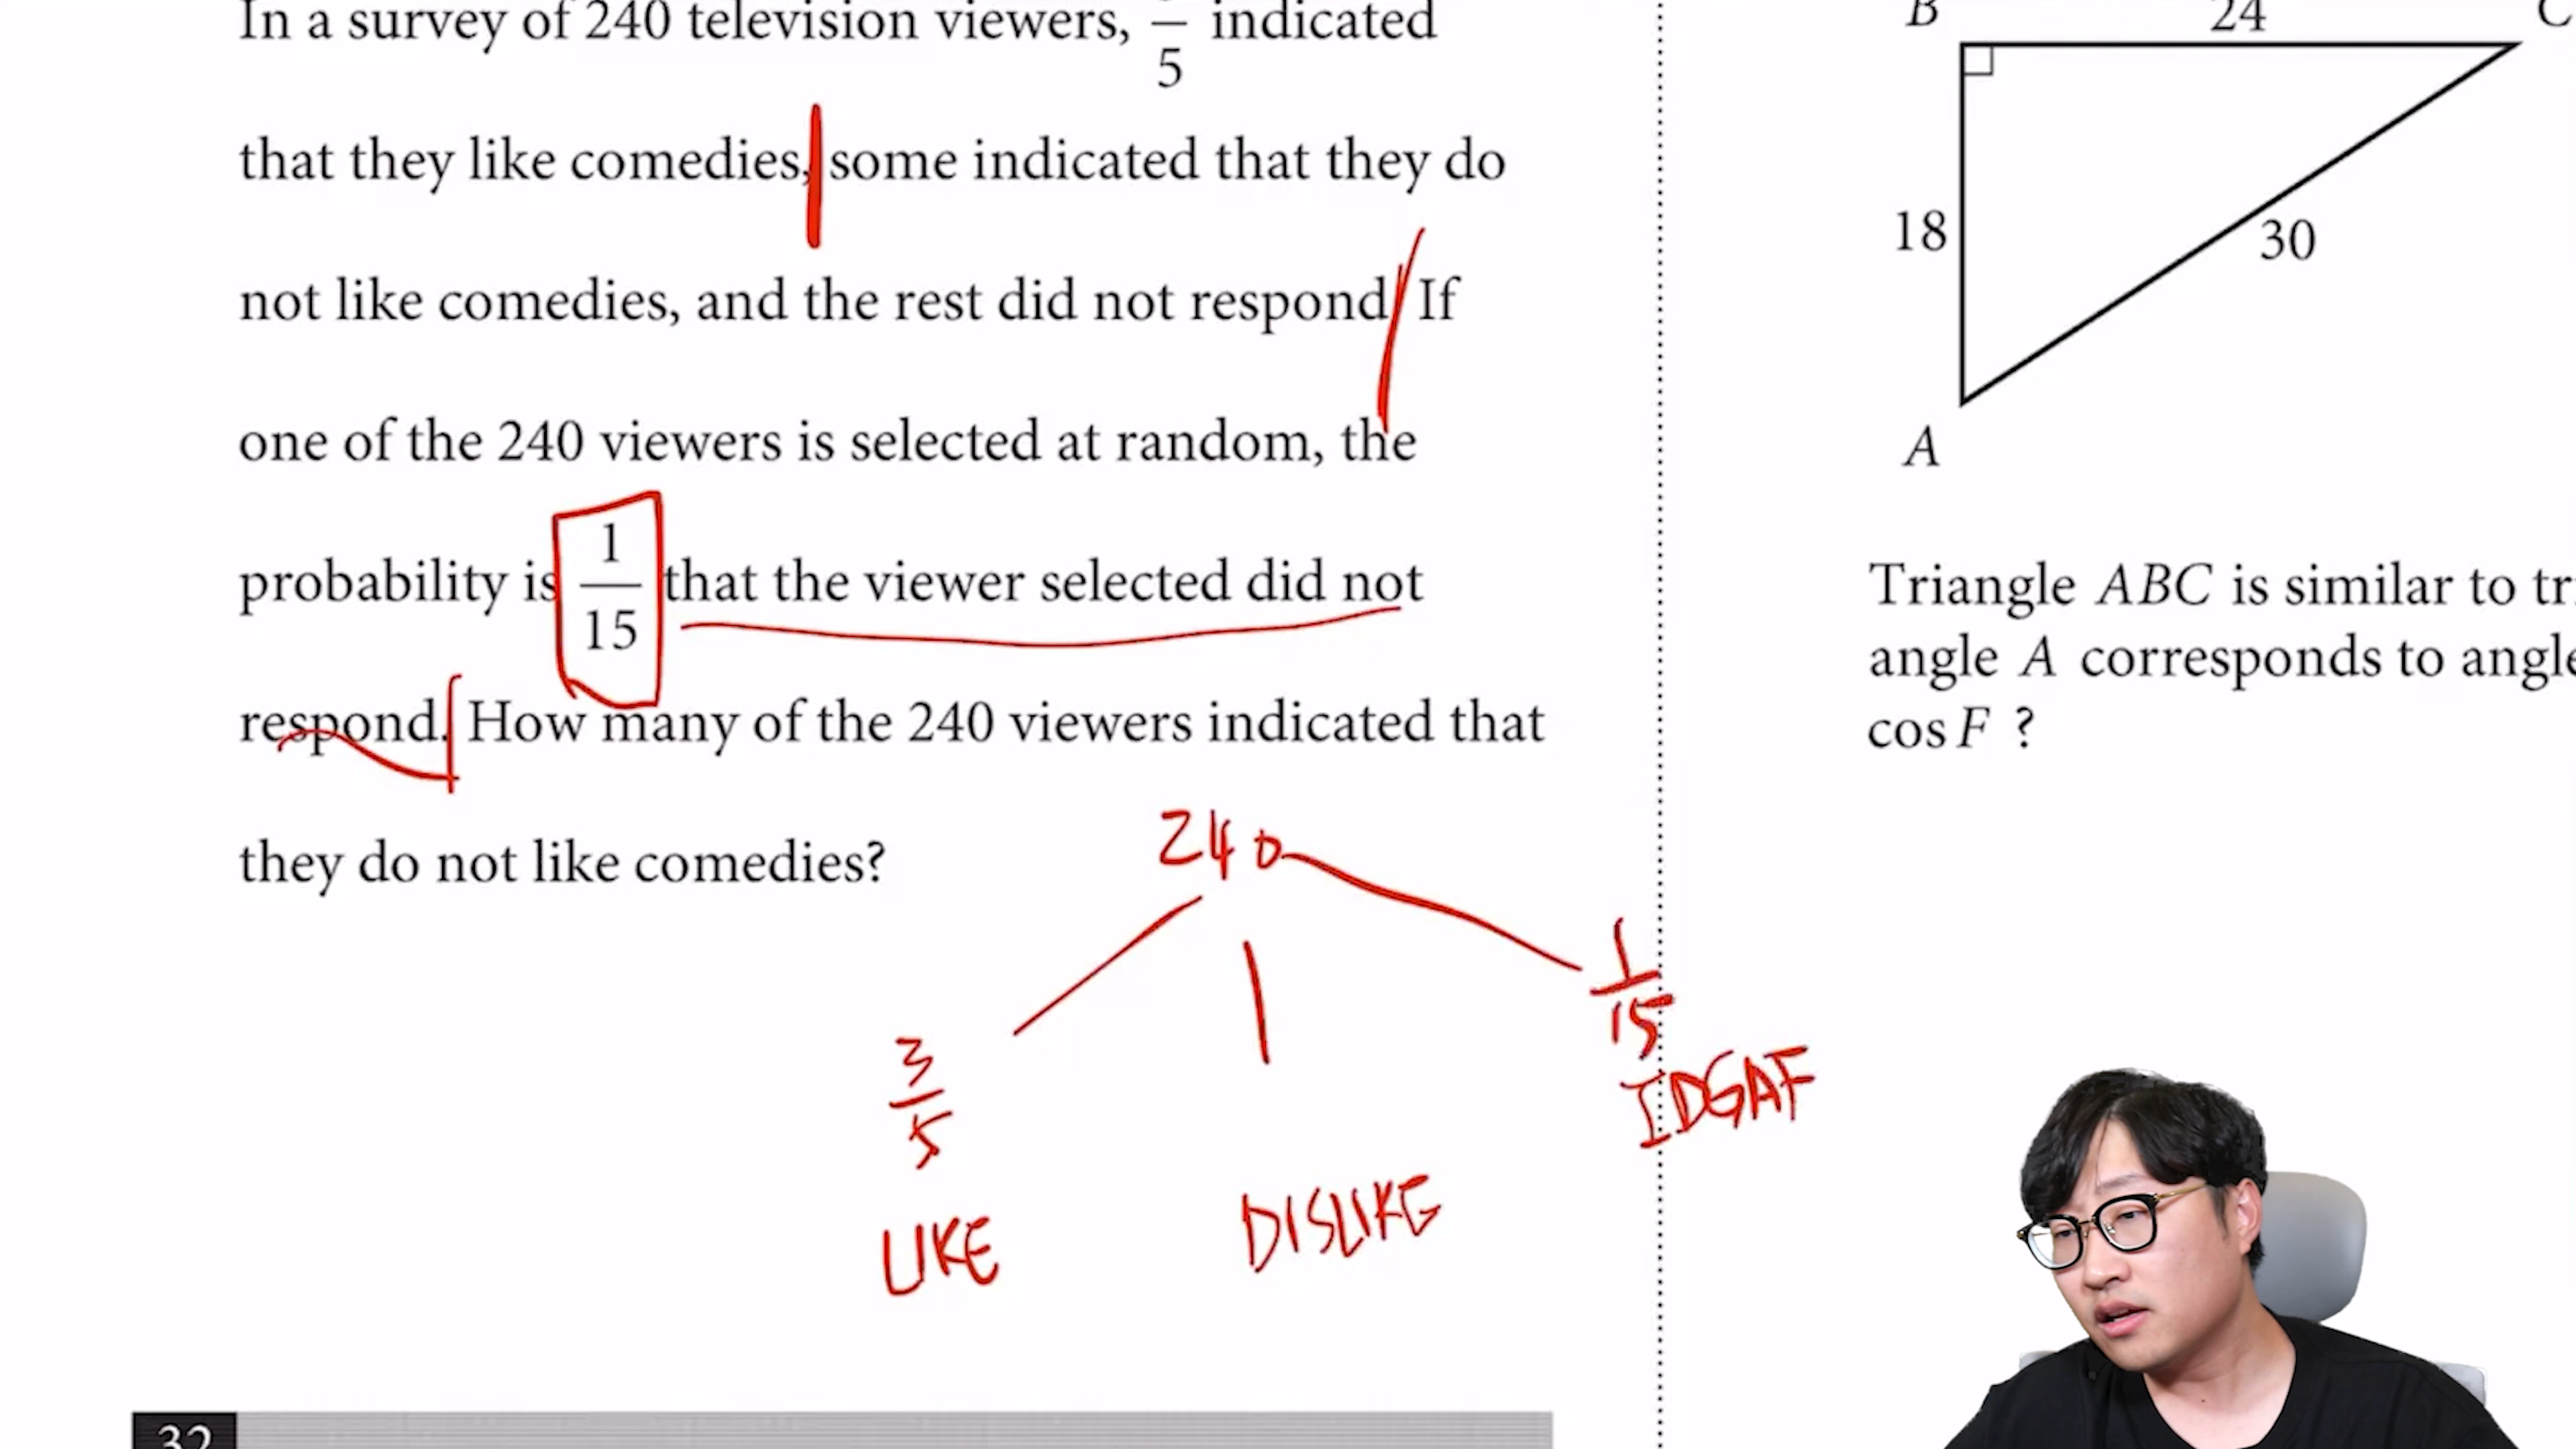 In a survey of 240 television viewers, — indicated
5
that they like comedies, some indicated that they do
not like comedies, and the rest did not respond. If
one of the 240 viewers is selected at random, the
probability is 1/15 that the viewer selected did not
respond. How many of the 240 viewers indicated that
they do not like comedies?
240
3/5
LIKE
DISLIKE
1/15
IDGAF
32
B
24
C
18
30
A
Triangle ABC is similar to
angle A corresponds to
cos F ?